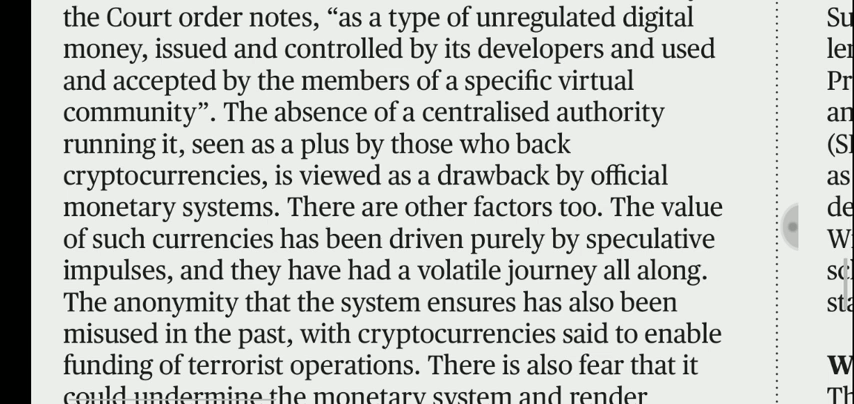 the Court order notes, “as a type of unregulated digital
money, issued and controlled by its developers and used
and accepted by the members of a specific virtual
community”. The absence of a centralised authority
running it, seen as a plus by those who back
cryptocurrencies, is viewed as a drawback by official
monetary systems. There are other factors too. The value
of such currencies has been driven purely by speculative
impulses, and they have had a volatile journey all along.
The anonymity that the system ensures has also been
misused in the past, with cryptocurrencies said to enable
funding of terrorist operations. There is also fear that it
could undermine the monetary system and render